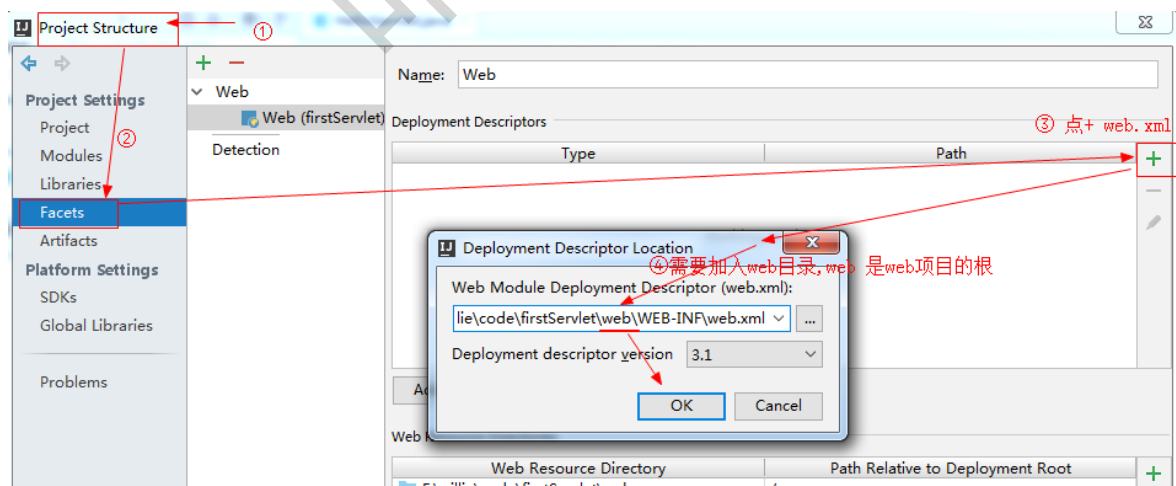 Project Structure
①
Project Settings
Project
②
Modules
Libraries
Facets
Artifacts
Platform Settings
SDKs
Global Libraries
Problems
Web
Web (firstServlet)
Detection
Name: Web
Deployment Descriptors
③ 点+ web.xml
Type Path
Deployment Descriptor Location
④需要加入web目录,web 是web项目的根
Web Module Deployment Descriptor (web.xml):
lie\code\firstServlet\web\WEB-INF\web.xml ...
Deployment descriptor version 3.1
OK Cancel
Web Resource Directory Path Relative to Deployment Root